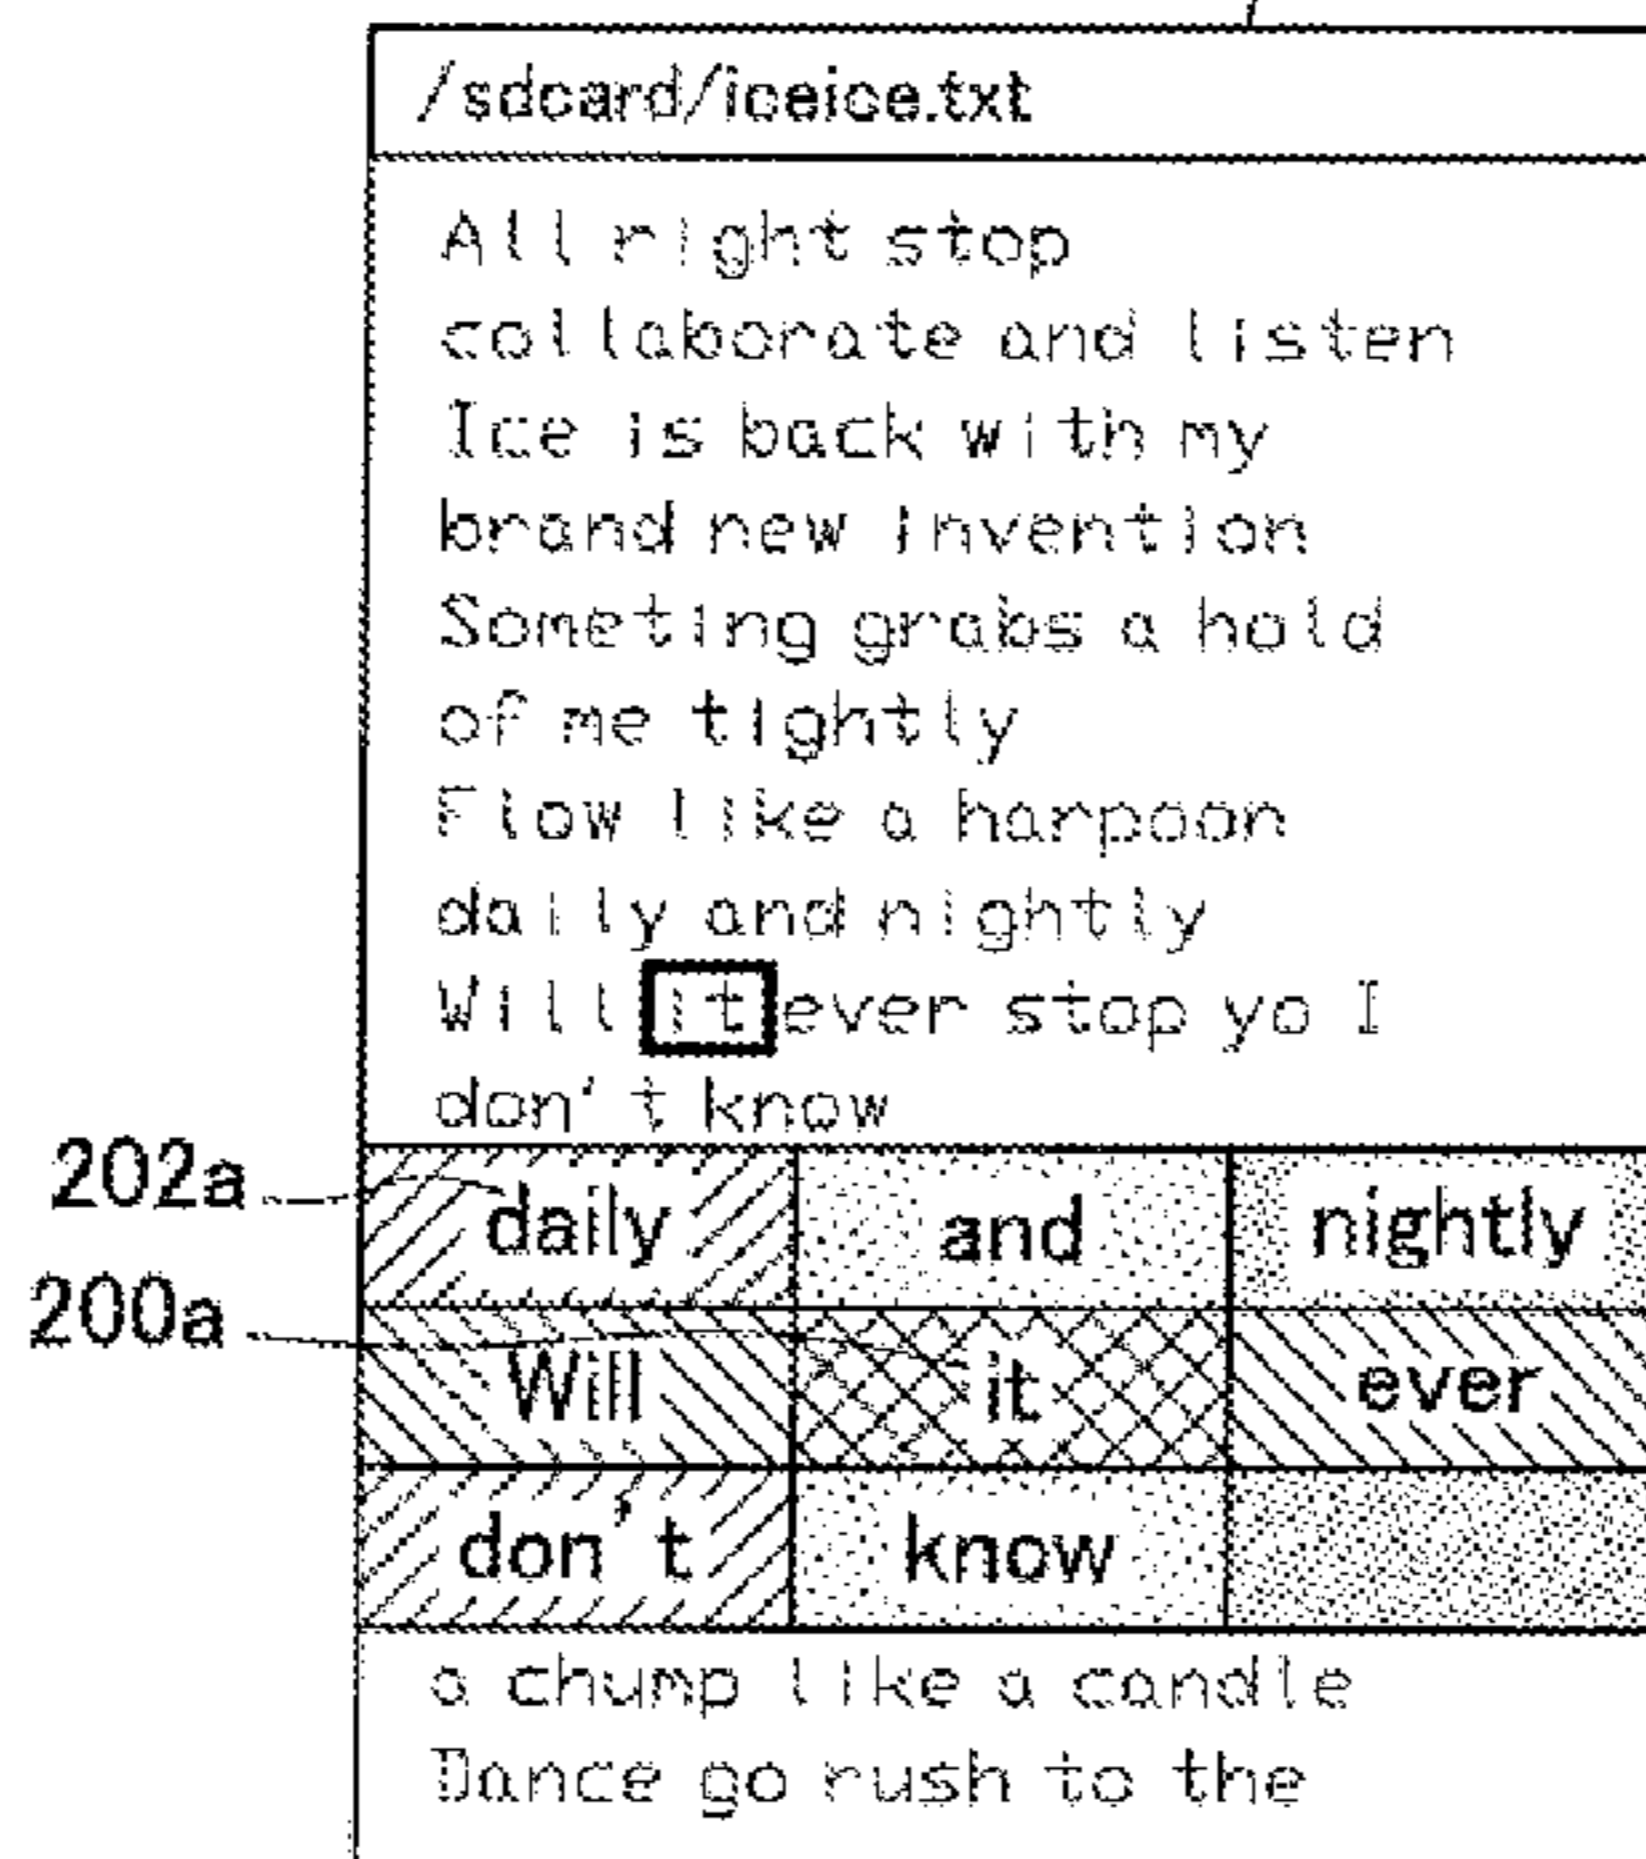 /sdcard/iceice.txt
All right stop
collaborate and listen
Ice is back with my
brand new invention
Someting grabs a hold
of me tightly
Flow like a harpoon
daily and nightly
Will it ever stop yo I
don't know
202a daily and nightly
200a Will it ever
don't know
a chump like a candle
Dance go rush to the